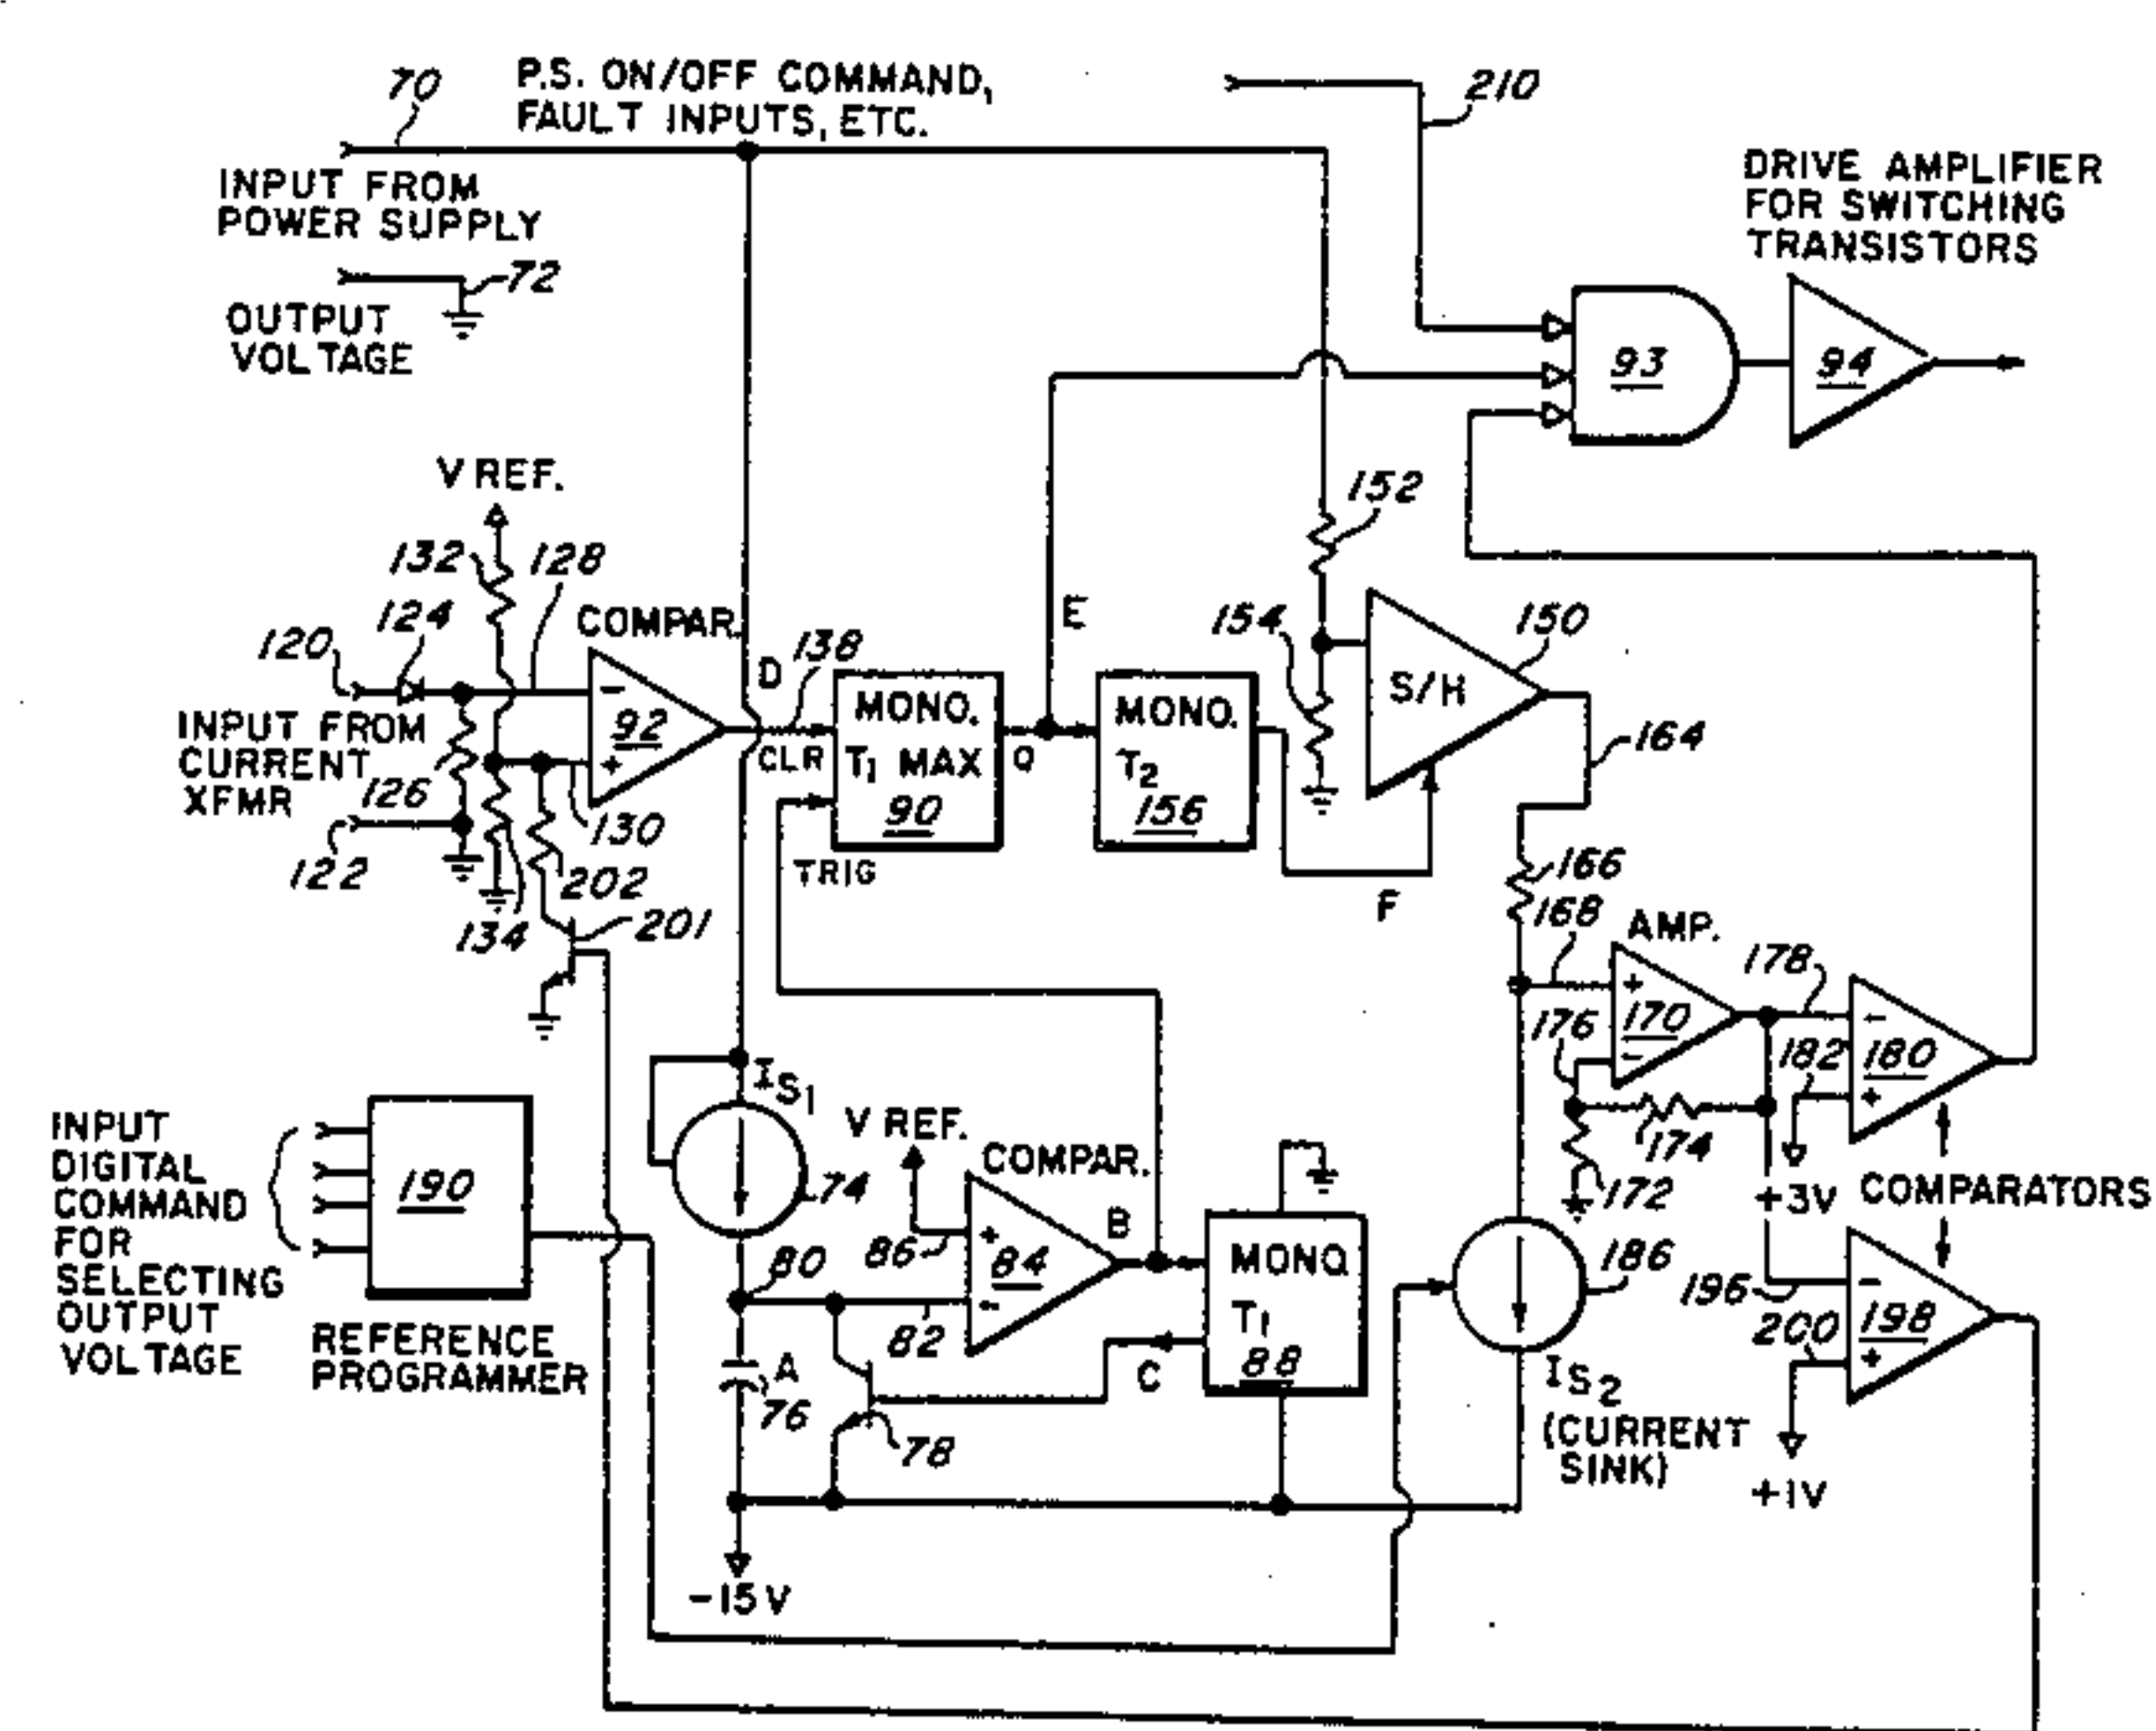 70
P.S. ON/OFF COMMAND,
FAULT INPUTS, ETC.
210
INPUT FROM
POWER SUPPLY
72
OUTPUT
VOLTAGE
DRIVE AMPLIFIER
FOR SWITCHING
TRANSISTORS
93
94
V REF.
132
128
124
120
COMPAR.
D
138
E
152
154
150
S/H
INPUT FROM
CURRENT
XFMR
126
122
-
92
+
130
CLR
MONO.
T1 MAX
90
Q
MONO.
T2
156
164
TRIG
202
134
201
F
166
168
AMP.
178
+
170
-
176
182
-
180
+
174
172
+3V
COMPARATORS
INPUT
DIGITAL
COMMAND
FOR
SELECTING
OUTPUT
VOLTAGE
190
REFERENCE
PROGRAMMER
IS1
74
V REF.
COMPAR.
86
+
84
-
B
80
82
A
76
78
C
MONO.
T1
88
186
IS2
(CURRENT
SINK)
196
200
-
198
+
+1V
-15V